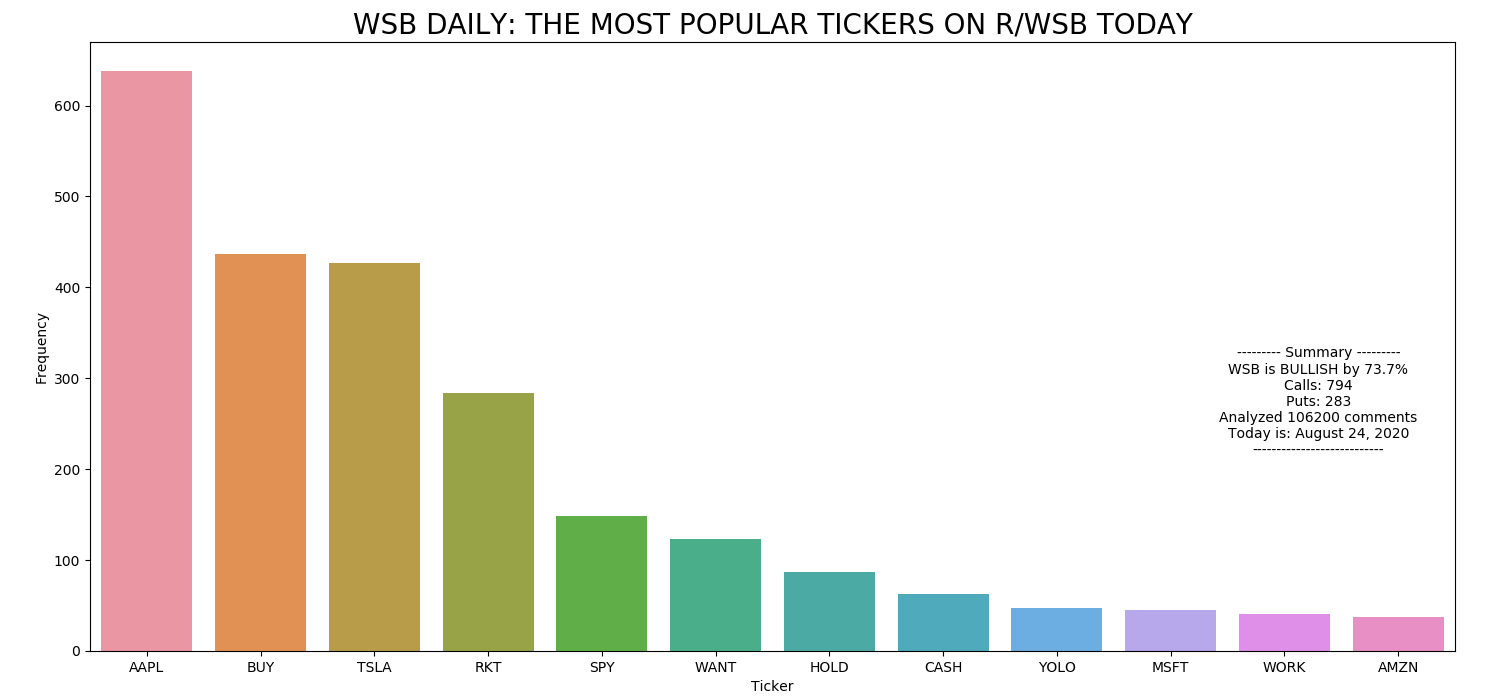 WSB DAILY: THE MOST POPULAR TICKERS ON R/WSB TODAY
600
500
400
300
200
100
0
Frequency
--------- Summary ---------
WSB is BULLISH by 73.7%
Calls: 794
Puts: 283
Analyzed 106200 comments
Today is: August 24, 2020
---------------------------
AAPL BUY TSLA RKT SPY WANT HOLD CASH YOLO MSFT WORK AMZN
Ticker